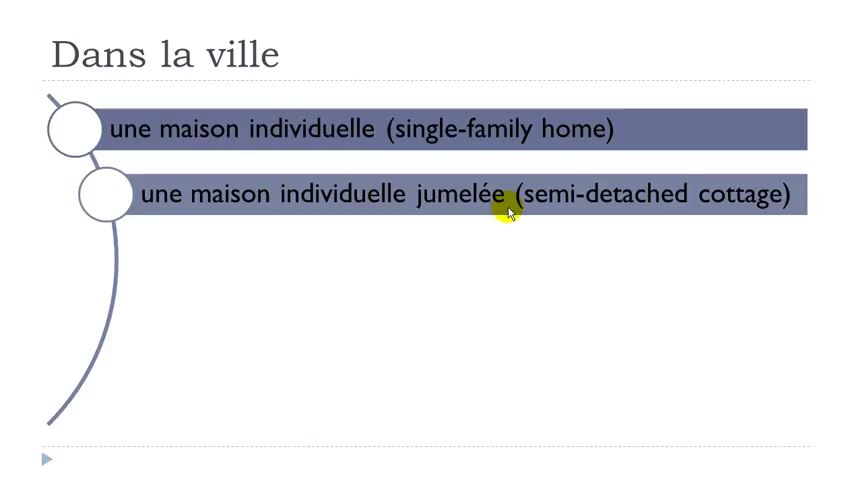 Dans la ville
une maison individuelle (single-family home)
une maison individuelle jumelée (semi-detached cottage)